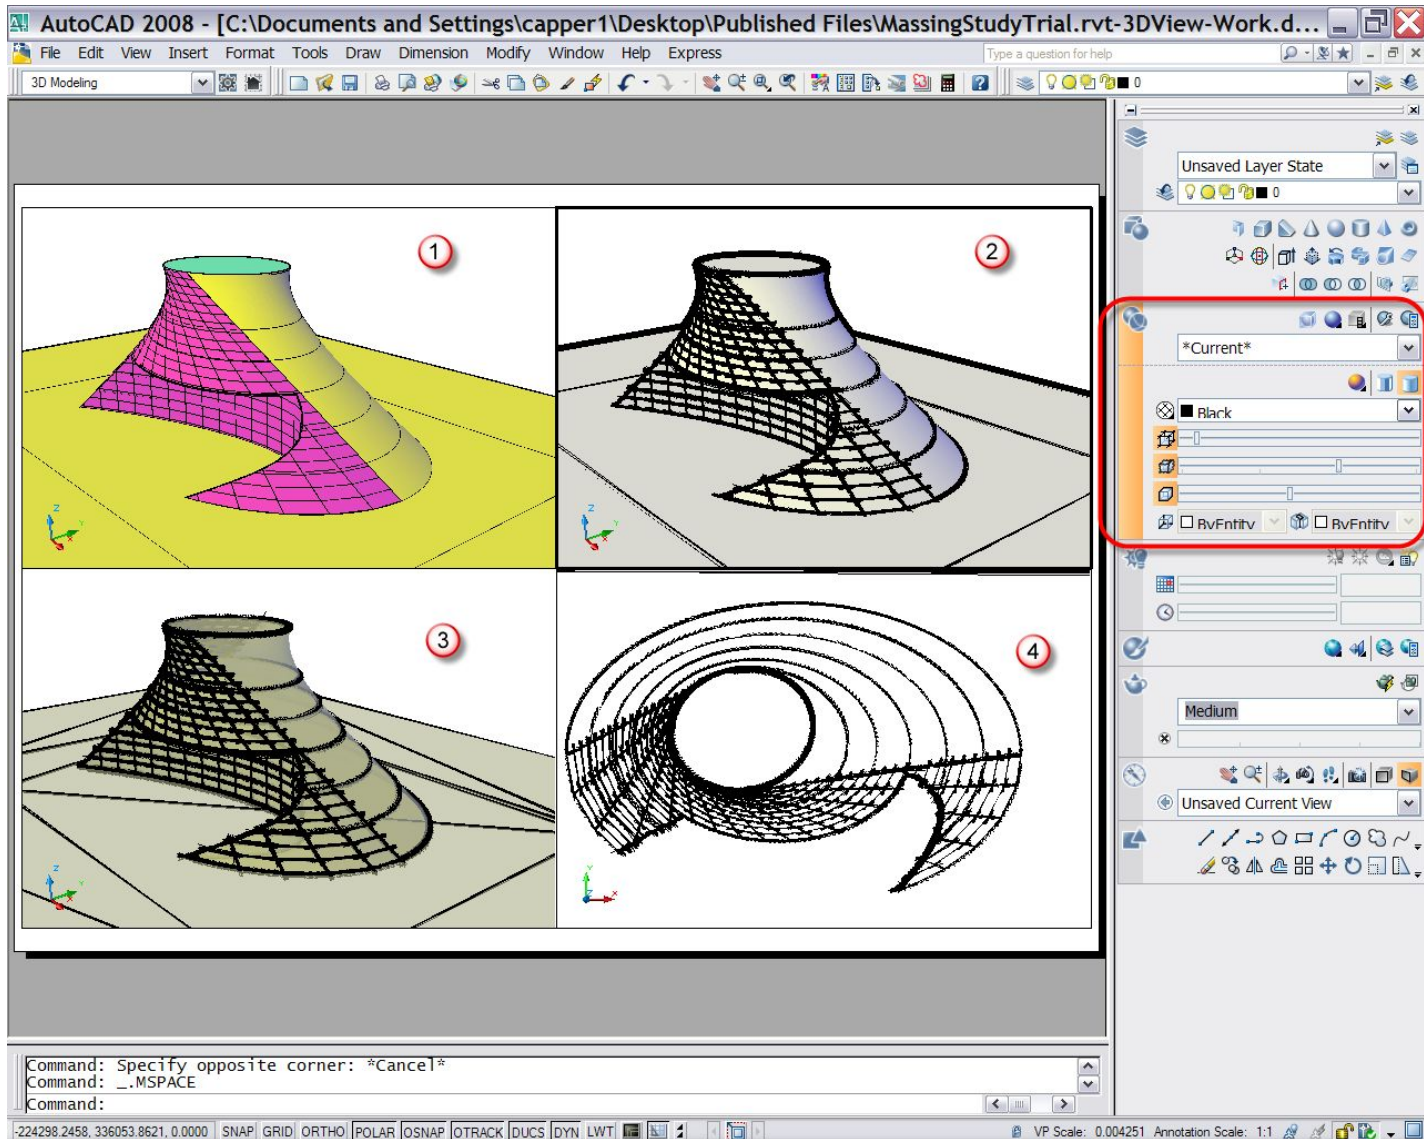 AutoCAD 2008 - [C:\Documents and Settings\capper1\Desktop\Published Files\MassingStudyTrial.rvt-3DView-Work.d...
File Edit View Insert Format Tools Draw Dimension Modify Window Help Express
Type a question for help
3D Modeling
0
Unsaved Layer State
0
1
2
*Current*
Black
ByEntity
ByEntity
Z
Y
X
Z
Y
X
3
4
Medium
Unsaved Current View
Z
Y
X
Y
X
Command: Specify opposite corner: *Cancel*
Command: _.MSPACE
Command:
-224298.2458, 336053.8621, 0.0000 SNAP GRID ORTHO POLAR OSNAP OTRACK DUCS DYN LWT
VP Scale: 0.004251 Annotation Scale: 1:1